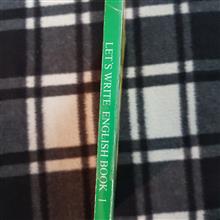 LET'S WRITE ENGLISH BOOK 1